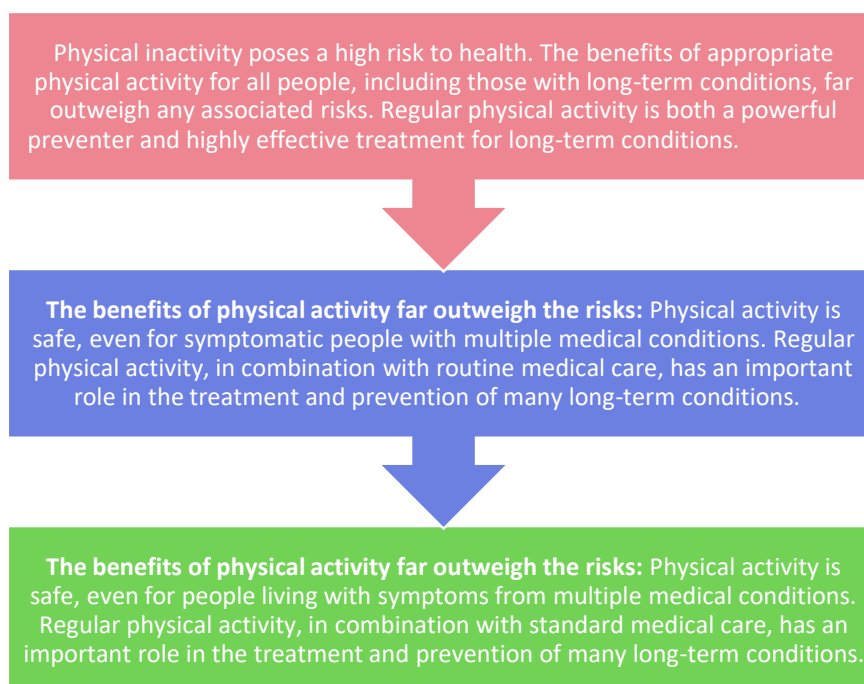 Physical inactivity poses a high risk to health. The benefits of appropriate
physical activity for all people, including those with long-term conditions, far
outweigh any associated risks. Regular physical activity is both a powerful
preventer and highly effective treatment for long-term conditions.
The benefits of physical activity far outweigh the risks: Physical activity is
safe, even for symptomatic people with multiple medical conditions. Regular
physical activity, in combination with routine medical care, has an important
role in the treatment and prevention of many long-term conditions.
The benefits of physical activity far outweigh the risks: Physical activity is
safe, even for people living with symptoms from multiple medical conditions.
Regular physical activity, in combination with standard medical care, has an
important role in the treatment and prevention of many long-term conditions.